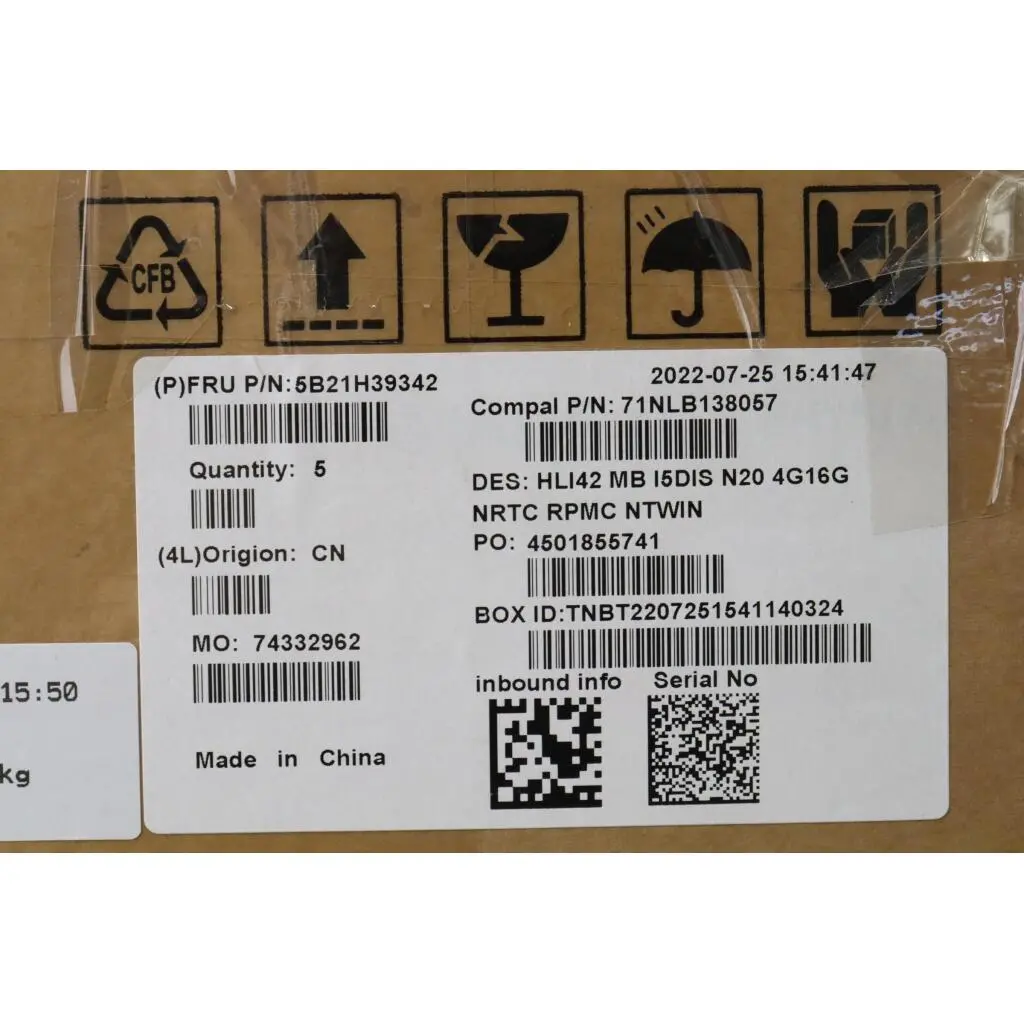 CFB
(P)FRU P/N:5B21H39342
2022-07-25 15:41:47
Compal P/N: 71NLB138057
Quantity: 5
DES: HLI42 MB I5DIS N20 4G16G
NRTC RPMC NTWIN
(4L)Origion: CN
PO: 4501855741
MO: 74332962
BOX ID:TNBT2207251541140324
inbound info
Serial No
Made in China
15:50
kg